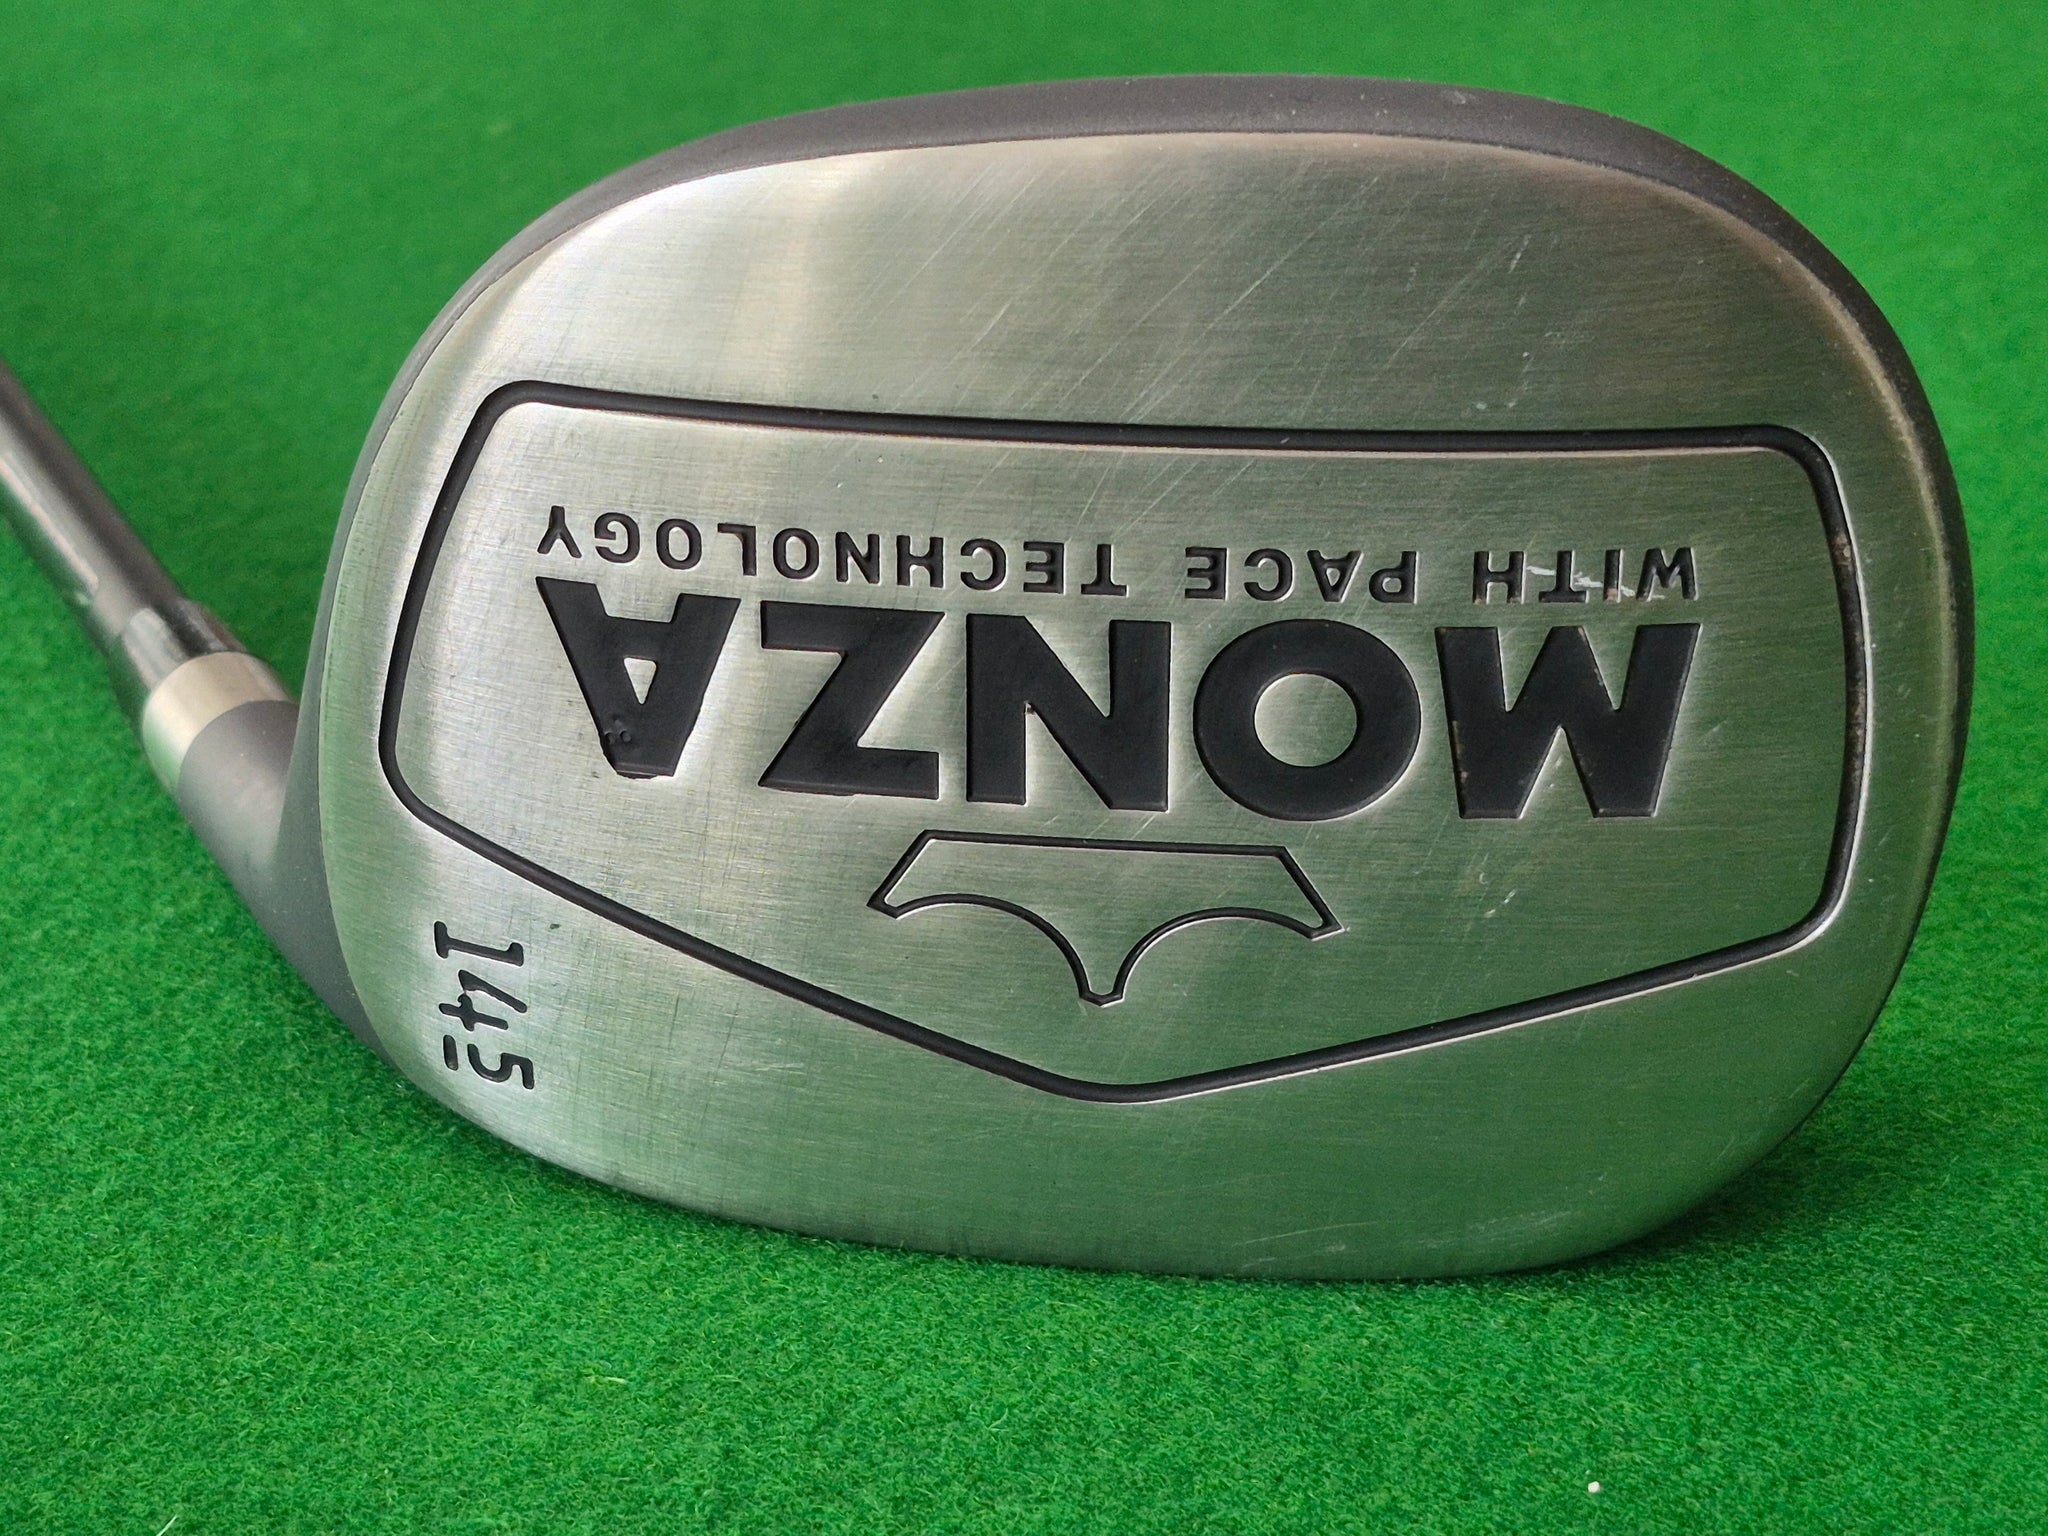 MONZA
WITH PACE TECHNOLOGY
14⁵